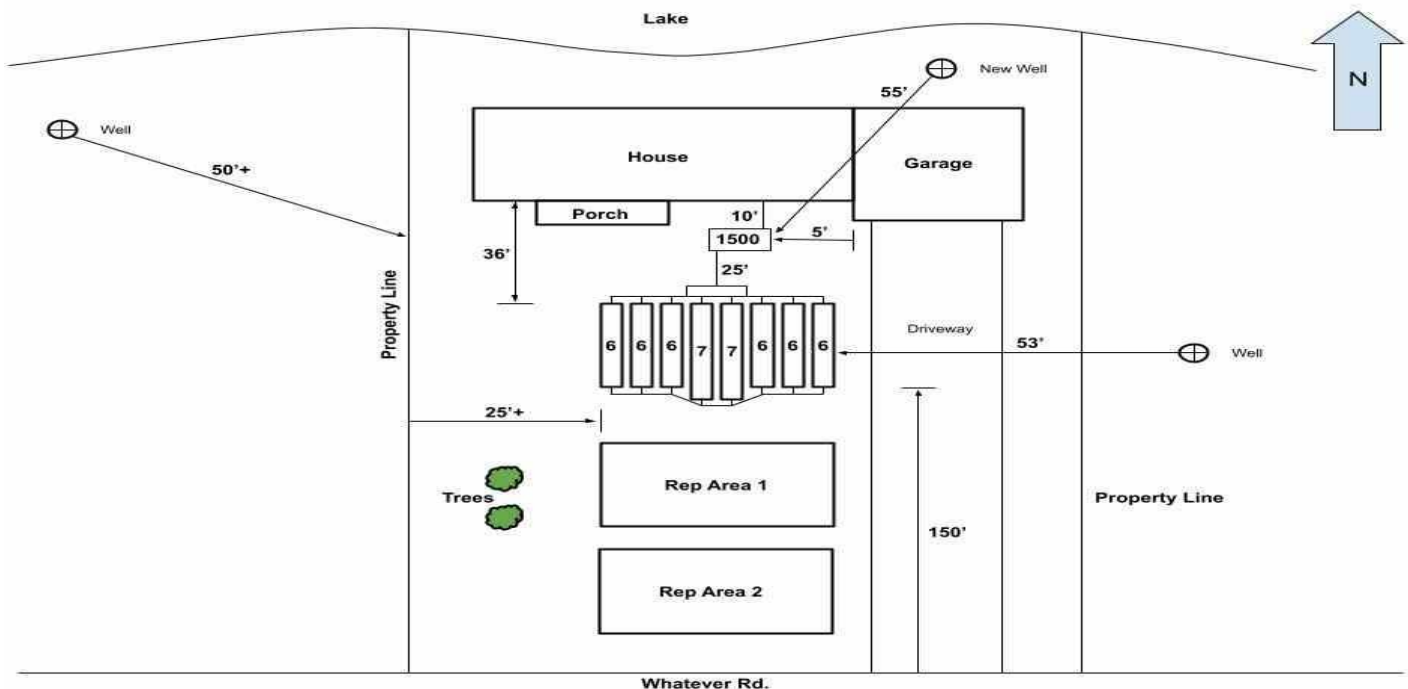 Lake
New Well
N
55’
Well
50’+
House
Garage
Porch
10’
1500
5’
36’
25’
Property Line
6 6 6 7 7 6 6 6
Driveway
53’
Well
25’+
Rep Area 1
Trees
Property Line
150’
Rep Area 2
Whatever Rd.